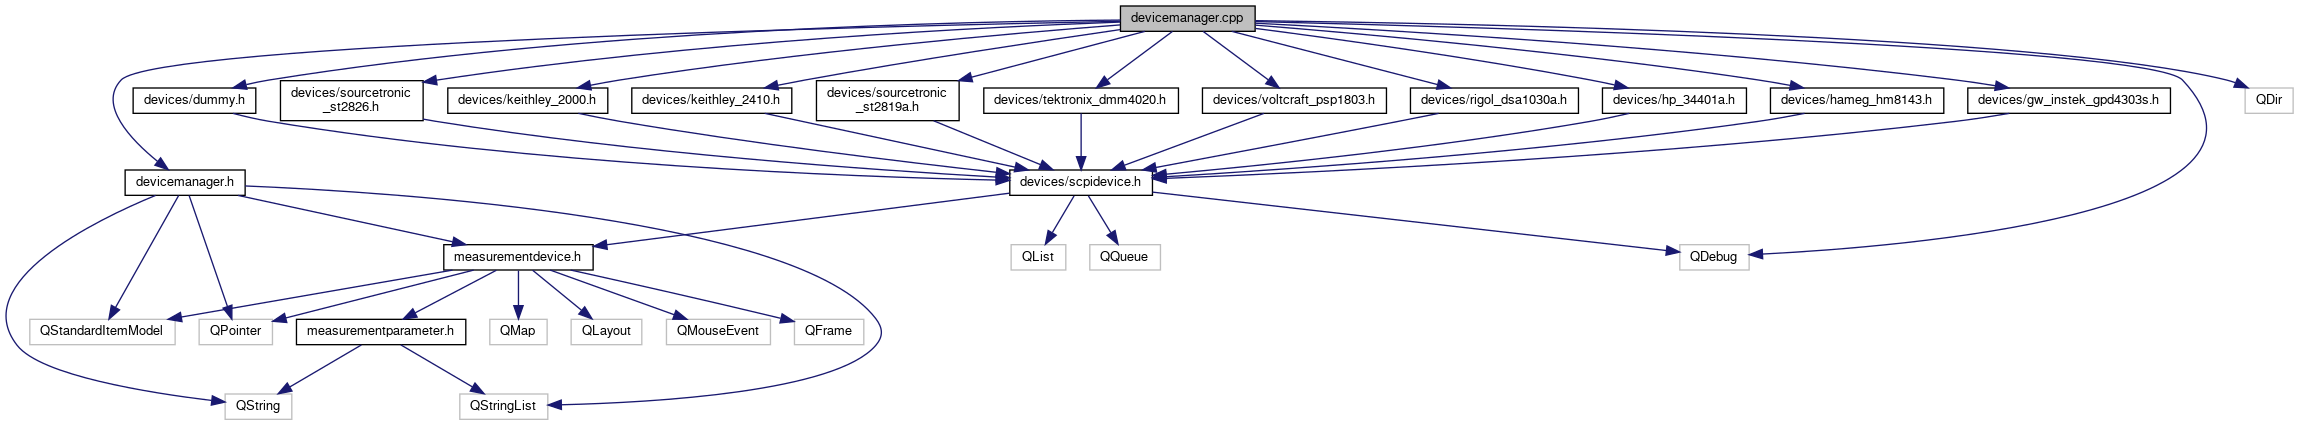 devicemanager.cpp
devices/dummy.h
devices/sourcetronic
_st2826.h
devices/keithley_2000.h
devices/keithley_2410.h
devices/sourcetronic
_st2819a.h
devices/tektronix_dmm4020.h
devices/voltcraft_psp1803.h
devices/rigol_dsa1030a.h
devices/hp_34401a.h
devices/hameg_hm8143.h
devices/gw_instek_gpd4303s.h
QDir
devicemanager.h
devices/scpidevice.h
measurementdevice.h
QList
QQueue
QDebug
QStandardItemModel
QPointer
measurementparameter.h
QMap
QLayout
QMouseEvent
QFrame
QString
QStringList